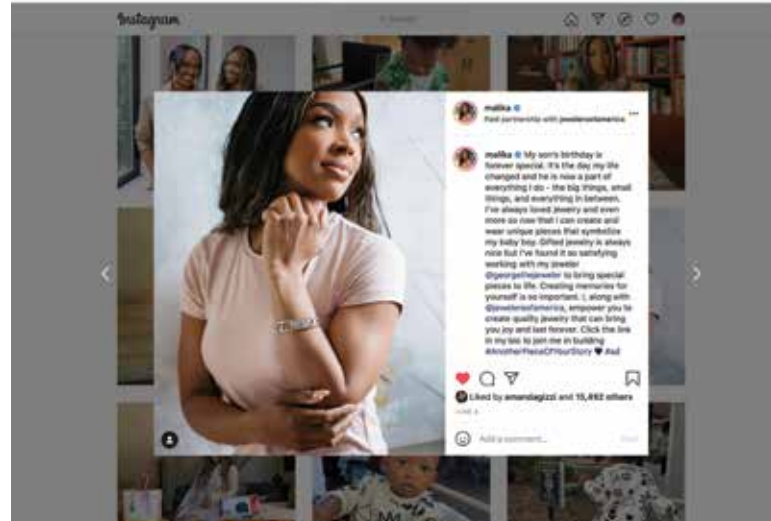 Instagram
malika
Paid partnership with jewelersofamerica
malika My son's birthday is
forever special. It's the day my life
changed and he is now a part of
everything I do - the big things, small
things, and everything in between.
I've always loved jewelry and even
more so now that I can create and
wear unique pieces that symbolize
my baby boy. Gifted jewelry is always
nice but I've found it so satisfying
working with my jeweler
@georgethejeweler to bring special
pieces to life. Creating memories for
yourself is so important. I, along with
@jewelersofamerica, empower you to
create quality jewelry that can bring
you joy and last forever. Click the link
in my bio to join me in building
#AnotherPieceOfYourStory 🖤 #ad
Liked by amandagizzi and 15,462 others
Add a comment...
Post